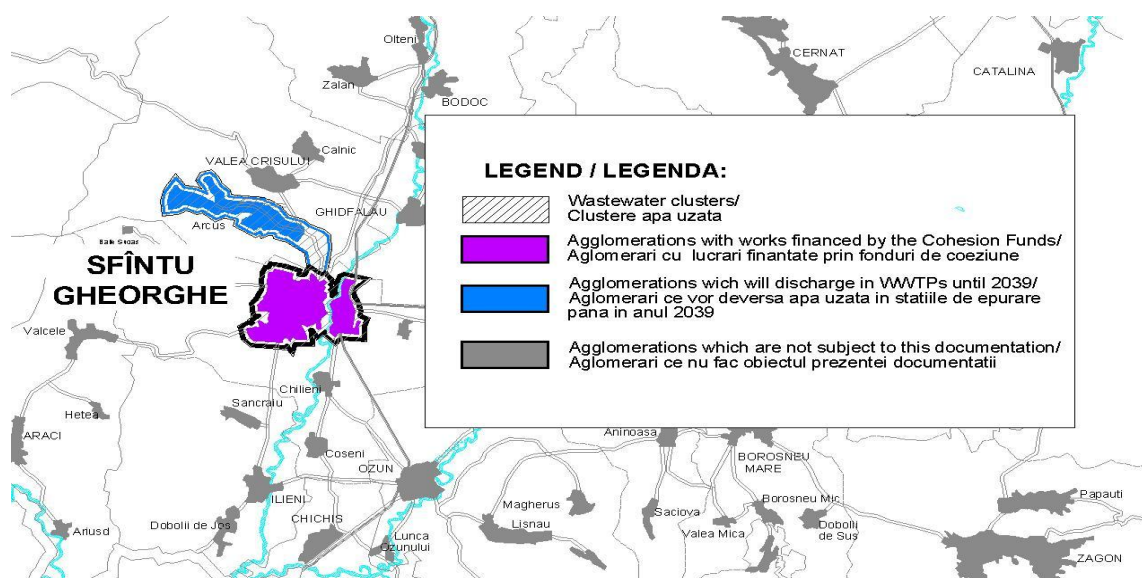 Olteni
CERNAT
CATALINA
Zalan
BODOC
Calnic
VALEA CRISULUI
GHIDFALAU
Arcus
SFÎNTU
GHEORGHE
Valcele
Chilieni
Sancraiu
Hetea
ARACI
Coseni
OZUN
ILIENI
Dobolii de Jos
CHICHIS
Ariusd
Lunca
Ozunului
Magherus
Lisnau
Aninoasa
BOROSNEU
MARE
Saciova
Borosneu Mic
Valea Mica
Dobolii
de Sus
Papauti
ZAGON
LEGEND / LEGENDA:
Wastewater clusters/
Clustere apa uzata
Agglomerations with works financed by the Cohesion Funds/
Aglomerari cu lucrari finantate prin fonduri de coeziune
Agglomerations wich will discharge in WWTPs until 2039/
Aglomerari ce vor deversa apa uzata in statiile de epurare
pana in anul 2039
Agglomerations which are not subject to this documentation/
Aglomerari ce nu fac obiectul prezentei documentatii